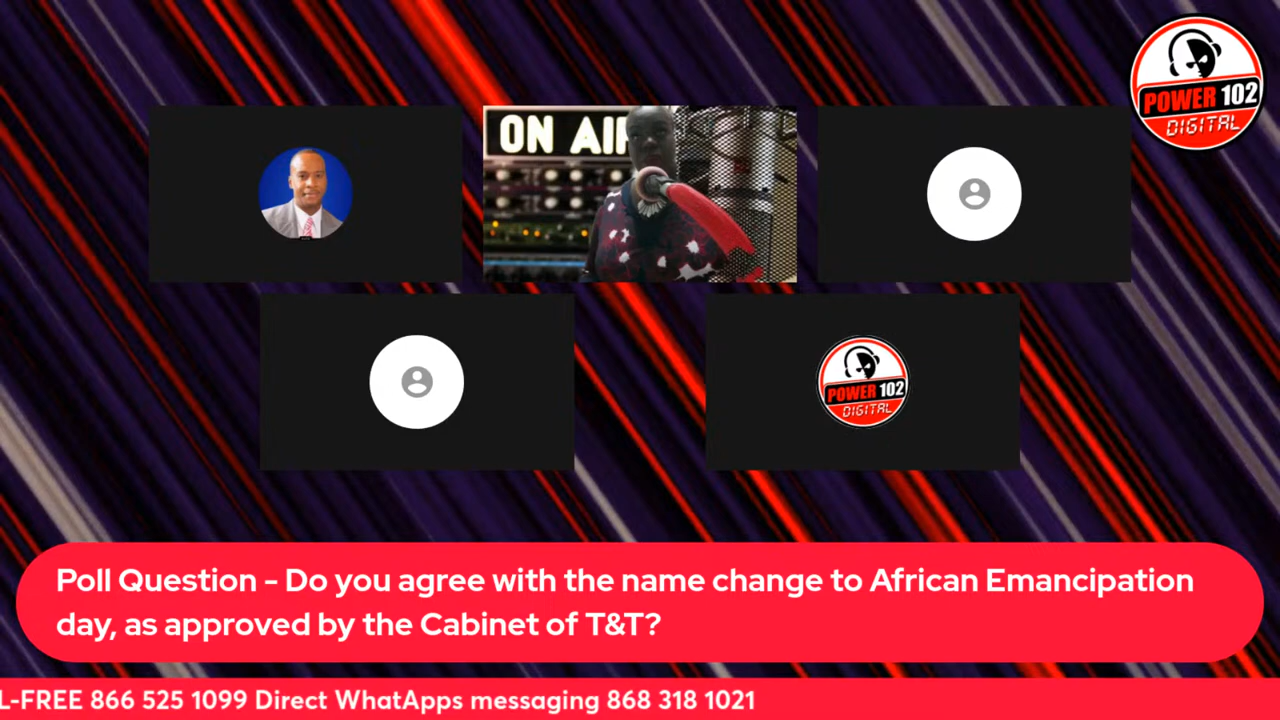 POWER 102
DIGITAL
ON AIR
POWER 102
DIGITAL
Poll Question - Do you agree with the name change to African Emancipation
day, as approved by the Cabinet of T&T?
L-FREE 866 525 1099 Direct WhatApps messaging 868 318 1021